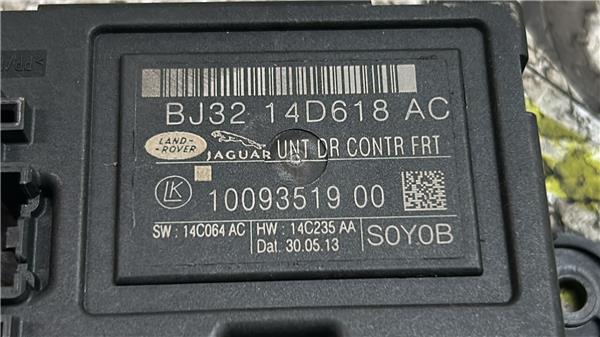 BJ32 14D618 AC
LAND-
ROVER
JAGUAR
UNT DR CONTR FRT
LK
10093519 00
SW : 14C064 AC
HW : 14C235 AA
Dat. 30.05.13
S0Y0B